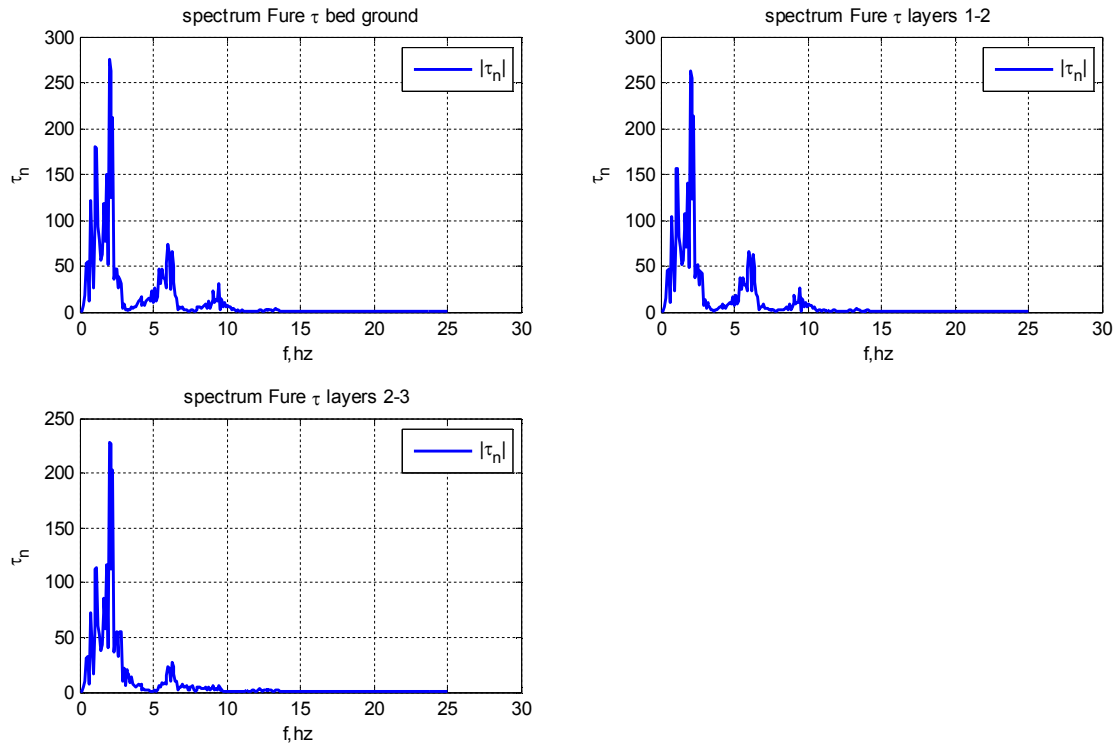 spectrum Fure τ bed ground
300
250
200
150
100
50
0
0 5 10 15 20 25 30
τn
f,hz
|τn|
spectrum Fure τ layers 1-2
300
250
200
150
100
50
0
0 5 10 15 20 25 30
τn
f,hz
|τn|
spectrum Fure τ layers 2-3
250
200
150
100
50
0
0 5 10 15 20 25 30
τn
f,hz
|τn|